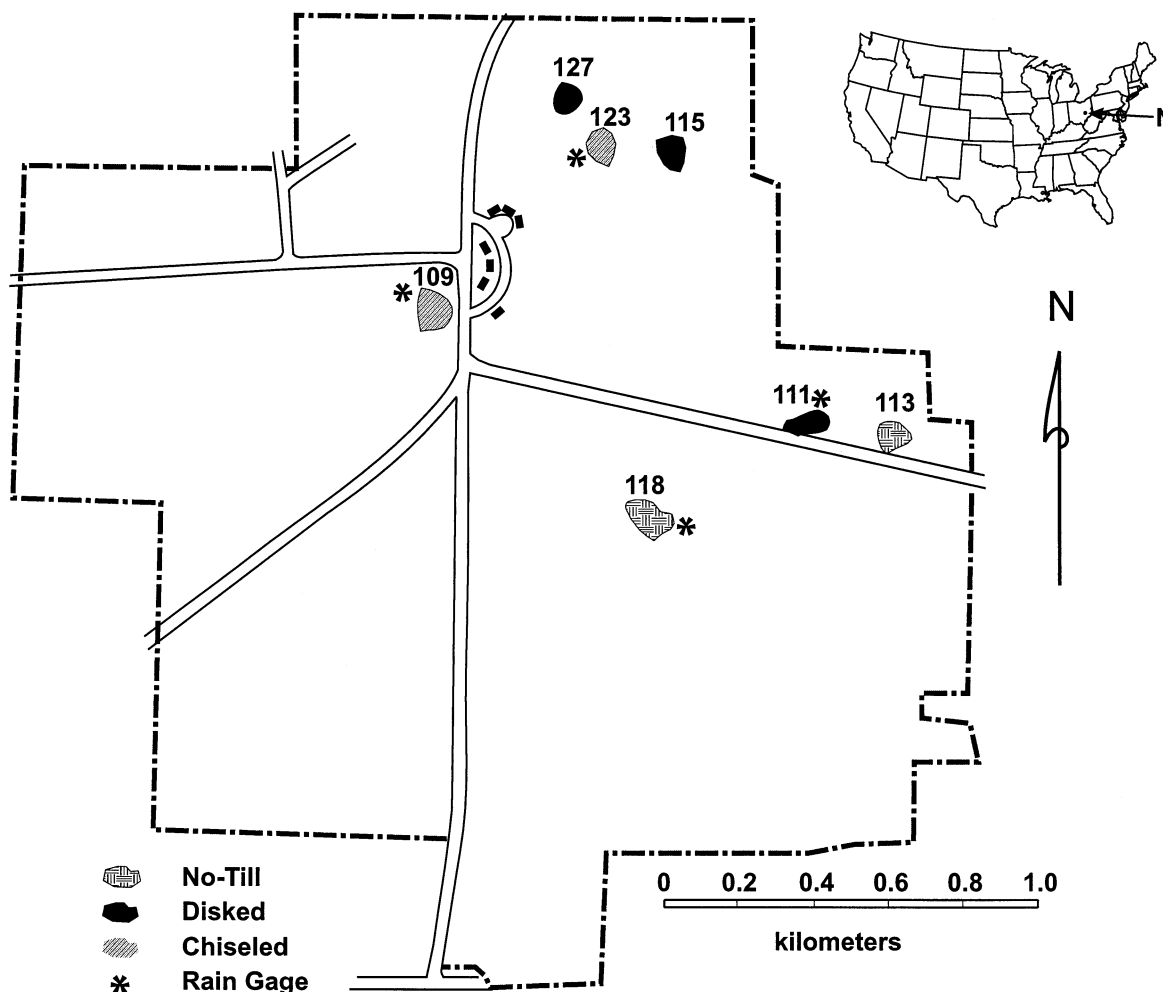 127
123
115
N
109
N
111
113
118
No-Till
Disked
Chiseled
Rain Gage
0 0.2 0.4 0.6 0.8 1.0
kilometers